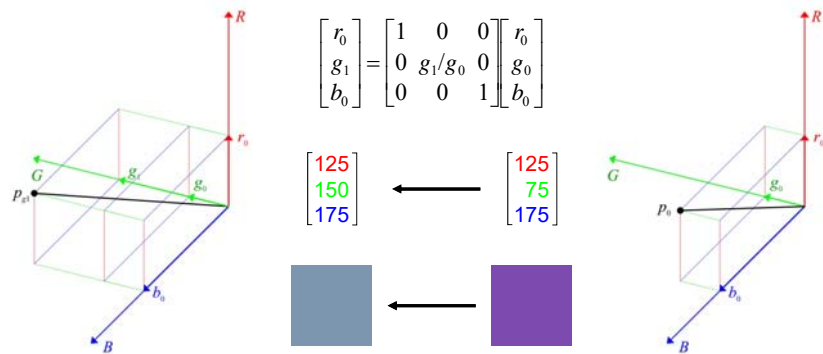 R
r₀
G
g₁
g₀
p_g1
b₀
B
[r₀ g₁ b₀] = [1 0 0; 0 g₁/g₀ 0; 0 0 1] [r₀ g₀ b₀]
125 125
150 75
175 175
R
r₀
G
g₀
p₀
b₀
B